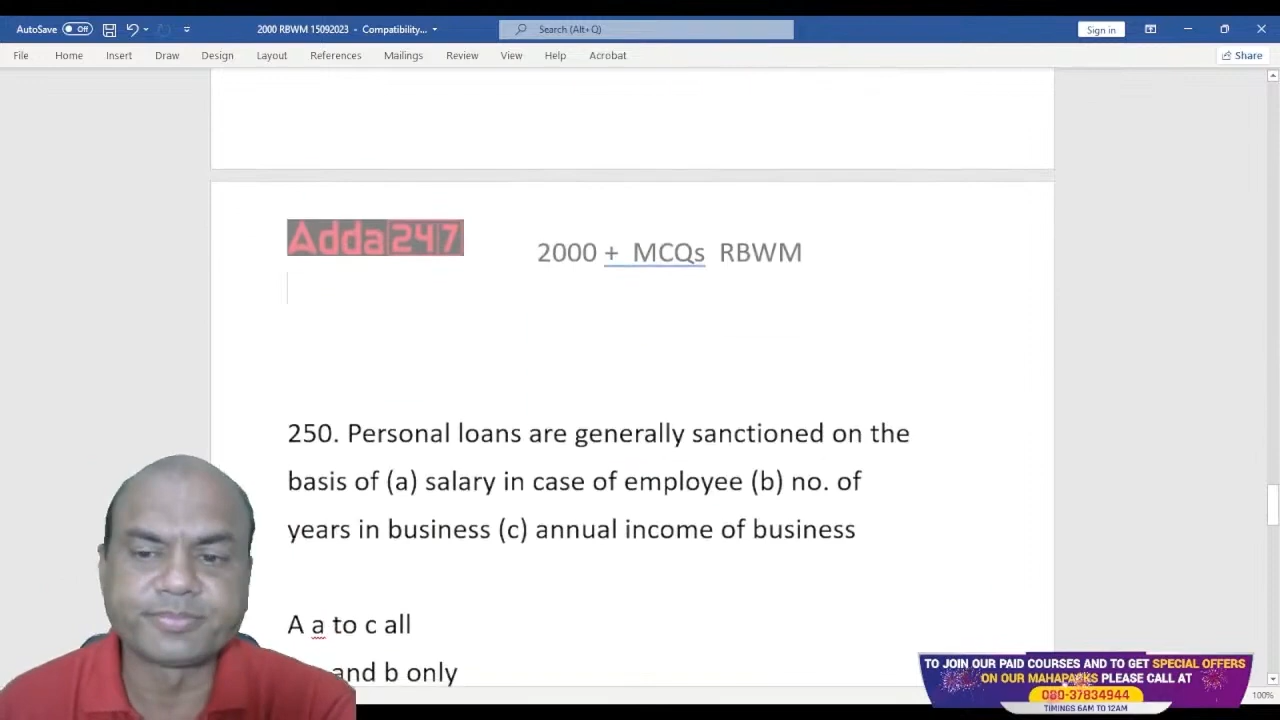 AutoSave Off 2000 RBWM 15092023 - Compatibility... Search (Alt+Q) Sign in
File Home Insert Draw Design Layout References Mailings Review View Help Acrobat Share
Adda247 2000 + MCQs RBWM
250. Personal loans are generally sanctioned on the
basis of (a) salary in case of employee (b) no. of
years in business (c) annual income of business
A a to c all
and b only
TO JOIN OUR PAID COURSES AND TO GET SPECIAL OFFERS
ON OUR MAHAPACKS PLEASE CALL AT
080-37834944
TIMINGS 6AM TO 12AM
100%